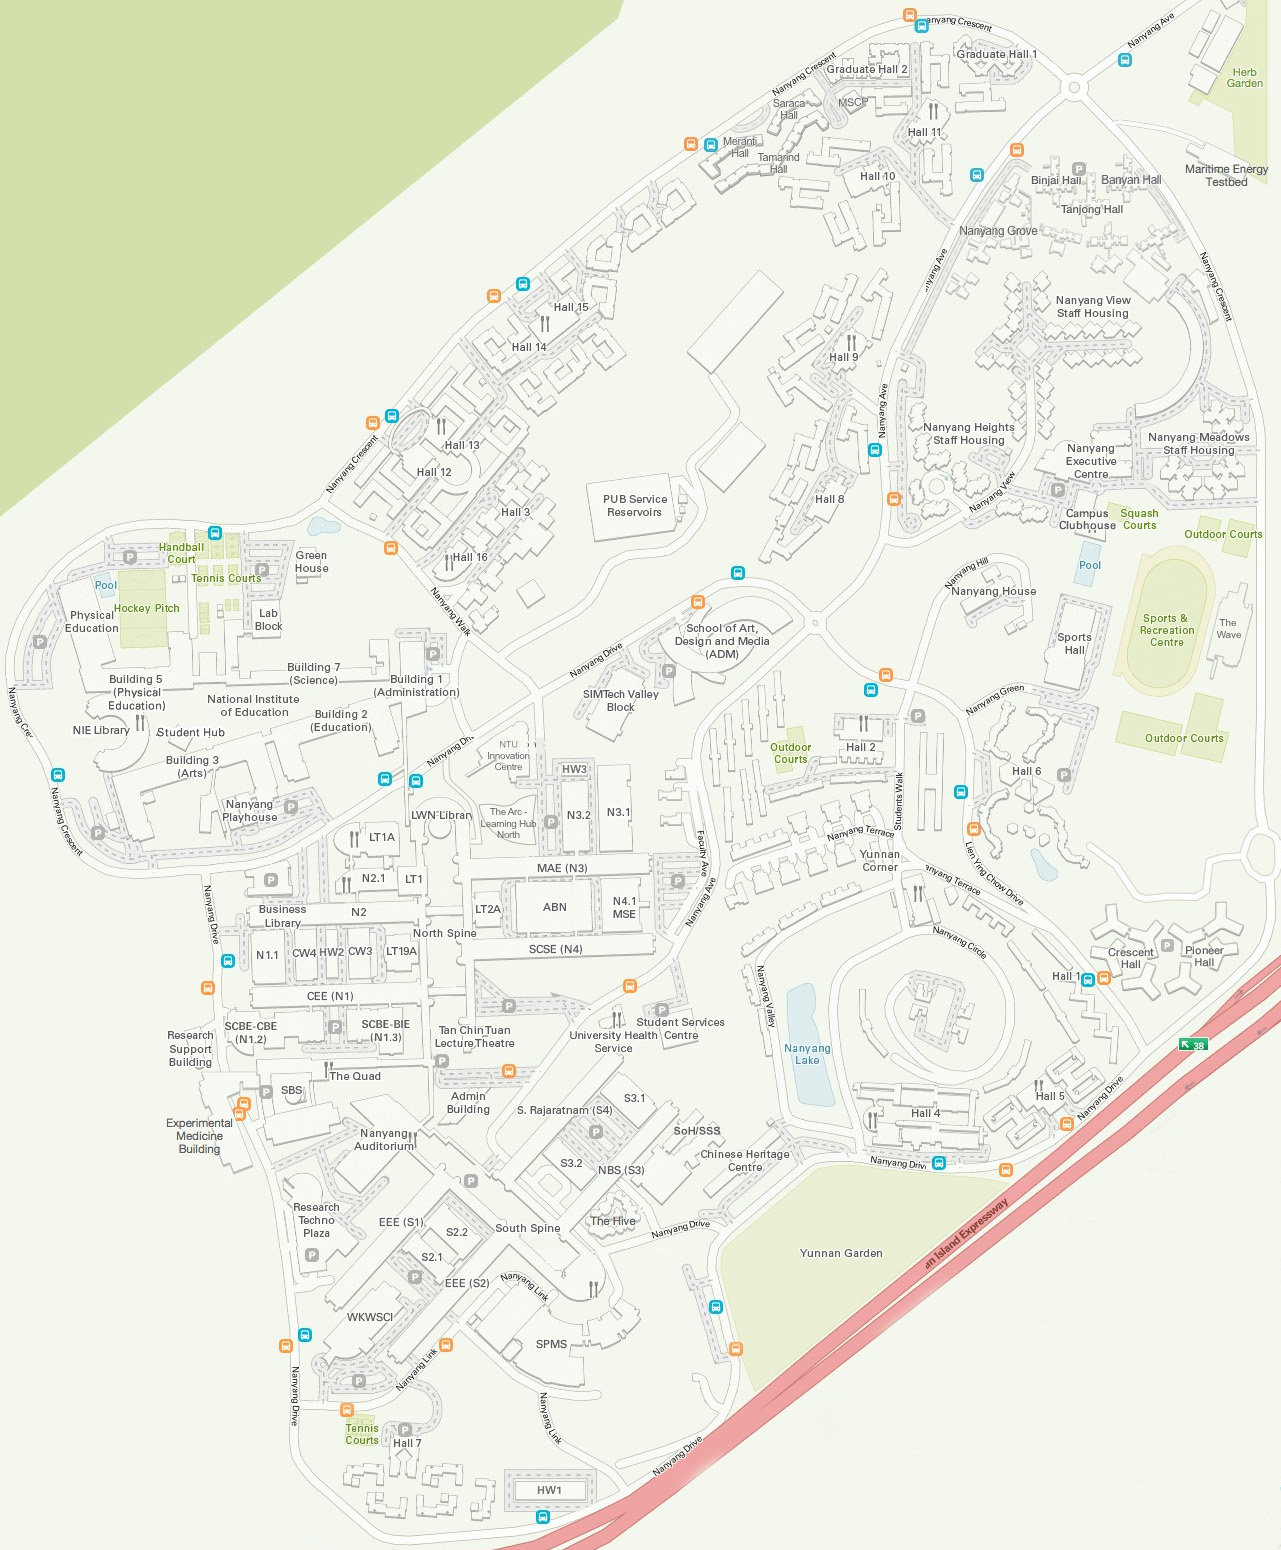 Nanyang Crescent
Nanyang Ave
Graduate Hall 1
Nanyang Crescent
Graduate Hall 2
Herb
Garden
Saraca
Hall
MSCP
Hall 11
Meranti
Hall
Tamarind
Hall
Hall 10
Binjai Hall
P
Banyan Hall
Maritime Energy
Testbed
Tanjong Hall
Nanyang Grove
nyang Ave
Nanyang Crescent
Nanyang View
Staff Housing
Hall 15
Hall 14
Hall 9
Nanyang Ave
Nanyang Crescent
Hall 13
Hall 12
Nanyang Heights
Staff Housing
Nanyang
Executive
Centre
Nanyang Meadows
Staff Housing
Nanyang View
P
PUB Service
Reservoirs
Hall 8
Hall 3
Campus
Clubhouse
Squash
Courts
Outdoor Courts
Handball
Court
P
P
Tennis Courts
Green
House
Hall 16
Pool
Pool
Hockey Pitch
Physical
Education
Lab
Block
Nanyang Walk
Nanyang Hill
Nanyang House
Sports
Hall
Sports &
Recreation
Centre
The
Wave
P
P
School of Art,
Design and Media
(ADM)
P
Nanyang Drive
Building 7
(Science)
Building 1
(Administration)
Building 5
(Physical
Education)
National Institute
of Education
SIMTech Valley
Block
Nanyang Green
P
Nanyang Cre
NIE Library
Student Hub
Building 2
(Education)
Nanyang Dri
NTU
Innovation
Centre
Outdoor
Courts
Hall 2
Outdoor Courts
Building 3
(Arts)
HW3
Hall 6
P
Nanyang
Playhouse
P
LWN Library
The Arc -
Learning Hub
North
P
N3.2
N3.1
Students Walk
Nanyang Crescent
P
LT1A
Nanyang Terrace
Faculty Ave
Yunnan
Corner
Lien Ying Chow Drive
MAE (N3)
P
N2.1
LT1
P
anyang Terrace
Nanyang Ave
Business
Library
N2
LT2A
ABN
N4.1
MSE
Nanyang Drive
North Spine
SCSE (N4)
Nanyang Circle
P
Crescent
Hall
Pioneer
Hall
N1.1
CW4
HW2
CW3
LT19A
Hall 1
Nanyang Valley
CEE (N1)
P
P
SCBE-CBE
(N1.2)
P
SCBE-BIE
(N1.3)
Tan Chin Tuan
Lecture Theatre
University Health
Service
Student Services
Centre
Research
Support
Building
P
Nanyang
Lake
38
The Quad
P
SBS
Admin
Building
S. Rajaratnam (S4)
S3.1
Hall 5
Nanyang Drive
Hall 4
Experimental
Medicine
Building
Nanyang
Auditorium
P
SoH/SSS
Chinese Heritage
Centre
S3.2
NBS (S3)
Nanyang Driv
P
Research
Techno
Plaza
EEE (S1)
S2.2
South Spine
The Hive
Nanyang Drive
an Island Expressway
Yunnan Garden
P
S2.1
P
EEE (S2)
Nanyang Link
WKWSCI
SPMS
Nanyang Link
P
Nanyang Drive
Tennis
Courts
P
Hall 7
Nanyang Link
Nanyang Drive
HW1